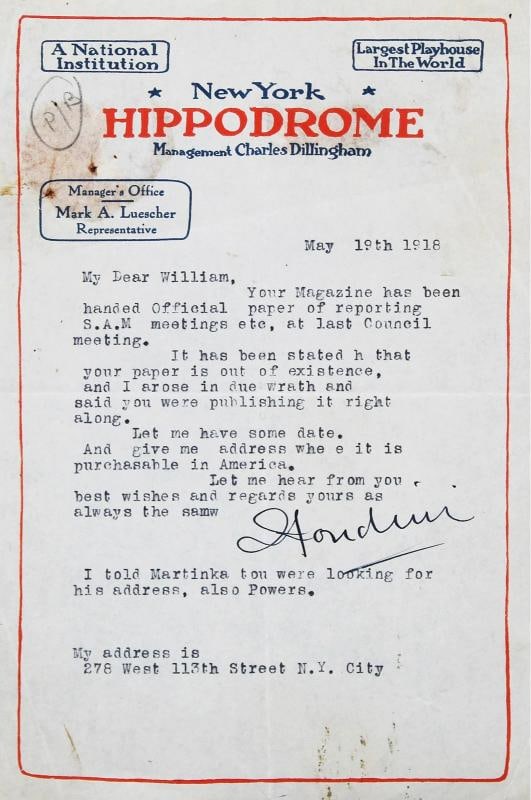 A National
Institution
Largest Playhouse
In The World
P/B
New York
HIPPODROME
Management Charles Dillingham
Manager's Office
Mark A. Luescher
Representative
May 19th 1918
My Dear William,
Your Magazine has been
handed Official paper of reporting
S.A.M meetings etc, at last Council
meeting.
It has been stated h that
your paper is out of existence,
and I arose in due wrath and
said you were publishing it right
along.
Let me have some date.
And give me address whe e it is
purchasable in America.
Let me hear from you,
best wishes and regards yours as
always the samw
Houdini
I told Martinka tou were looking for
his address, also Powers.
My address is
278 West 113th Street N.Y. City